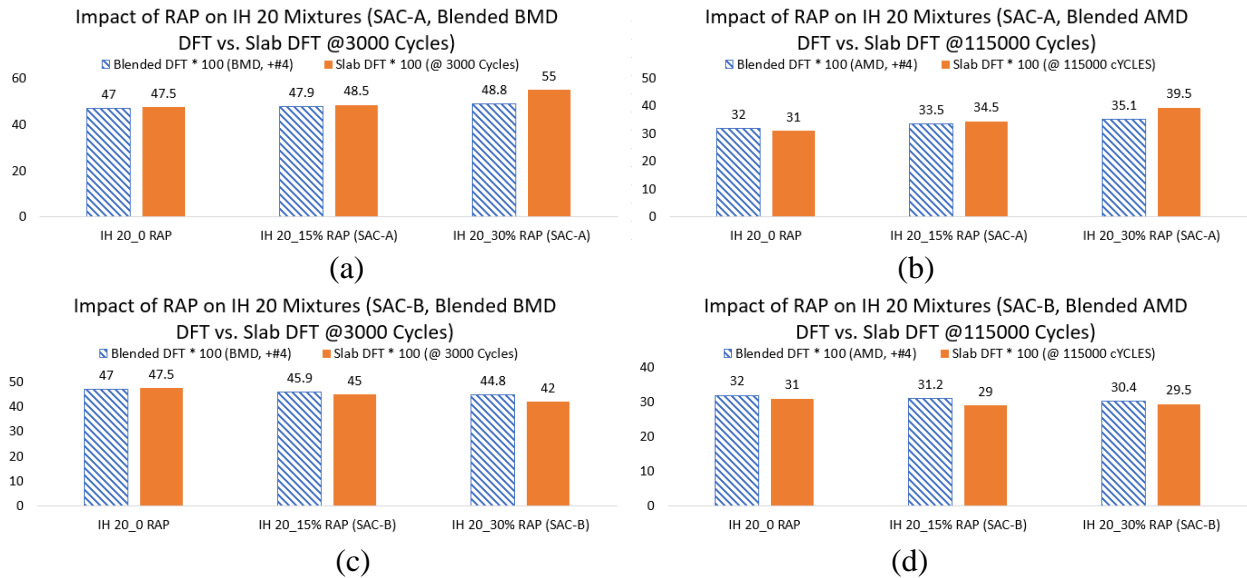 Impact of RAP on IH 20 Mixtures (SAC-A, Blended BMD
DFT vs. Slab DFT @3000 Cycles)
Blended DFT * 100 (BMD, +#4) Slab DFT * 100 (@ 3000 Cycles)
60
40
20
0
47 47.5
47.9 48.5
48.8 55
IH 20_0 RAP IH 20_15% RAP (SAC-A) IH 20_30% RAP (SAC-A)
(a)
Impact of RAP on IH 20 Mixtures (SAC-A, Blended AMD
DFT vs. Slab DFT @115000 Cycles)
Blended DFT * 100 (AMD, +#4) Slab DFT * 100 (@ 115000 cYCLES)
50
40
30
20
10
0
32 31
33.5 34.5
35.1 39.5
IH 20_0 RAP IH 20_15% RAP (SAC-A) IH 20_30% RAP (SAC-A)
(b)
Impact of RAP on IH 20 Mixtures (SAC-B, Blended BMD
DFT vs. Slab DFT @3000 Cycles)
Blended DFT * 100 (BMD, +#4) Slab DFT * 100 (@ 3000 Cycles)
50
40
30
20
10
0
47 47.5
45.9 45
44.8 42
IH 20_0 RAP IH 20_15% RAP (SAC-B) IH 20_30% RAP (SAC-B)
(c)
Impact of RAP on IH 20 Mixtures (SAC-B, Blended AMD
DFT vs. Slab DFT @115000 Cycles)
Blended DFT * 100 (AMD, +#4) Slab DFT * 100 (@ 115000 cYCLES)
40
30
20
10
0
32 31
31.2 29
30.4 29.5
IH 20_0 RAP IH 20_15% RAP (SAC-B) IH 20_30% RAP (SAC-B)
(d)